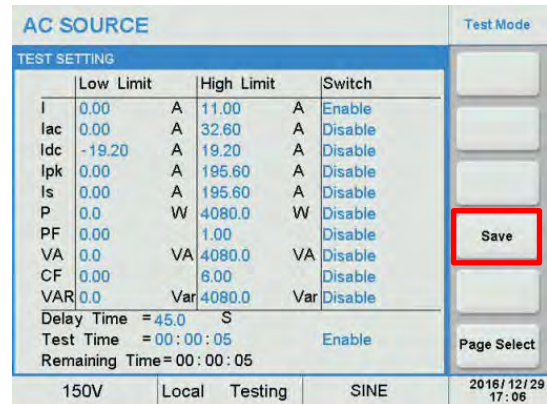 AC SOURCE
Test Mode
TEST SETTING
Low Limit High Limit Switch
I 0.00 A 11.00 A Enable
Iac 0.00 A 32.60 A Disable
Idc -19.20 A 19.20 A Disable
Ipk 0.00 A 195.60 A Disable
Is 0.00 A 195.60 A Disable
P 0.0 W 4080.0 W Disable
PF 0.00 1.00 Disable
VA 0.0 VA 4080.0 VA Disable
CF 0.00 6.00 Disable
VAR 0.0 Var 4080.0 Var Disable
Delay Time =45.0 S
Test Time =00:00:05 Enable
Remaining Time=00:00:05
Save
Page Select
150V Local Testing SINE
2016/12/29
17:06